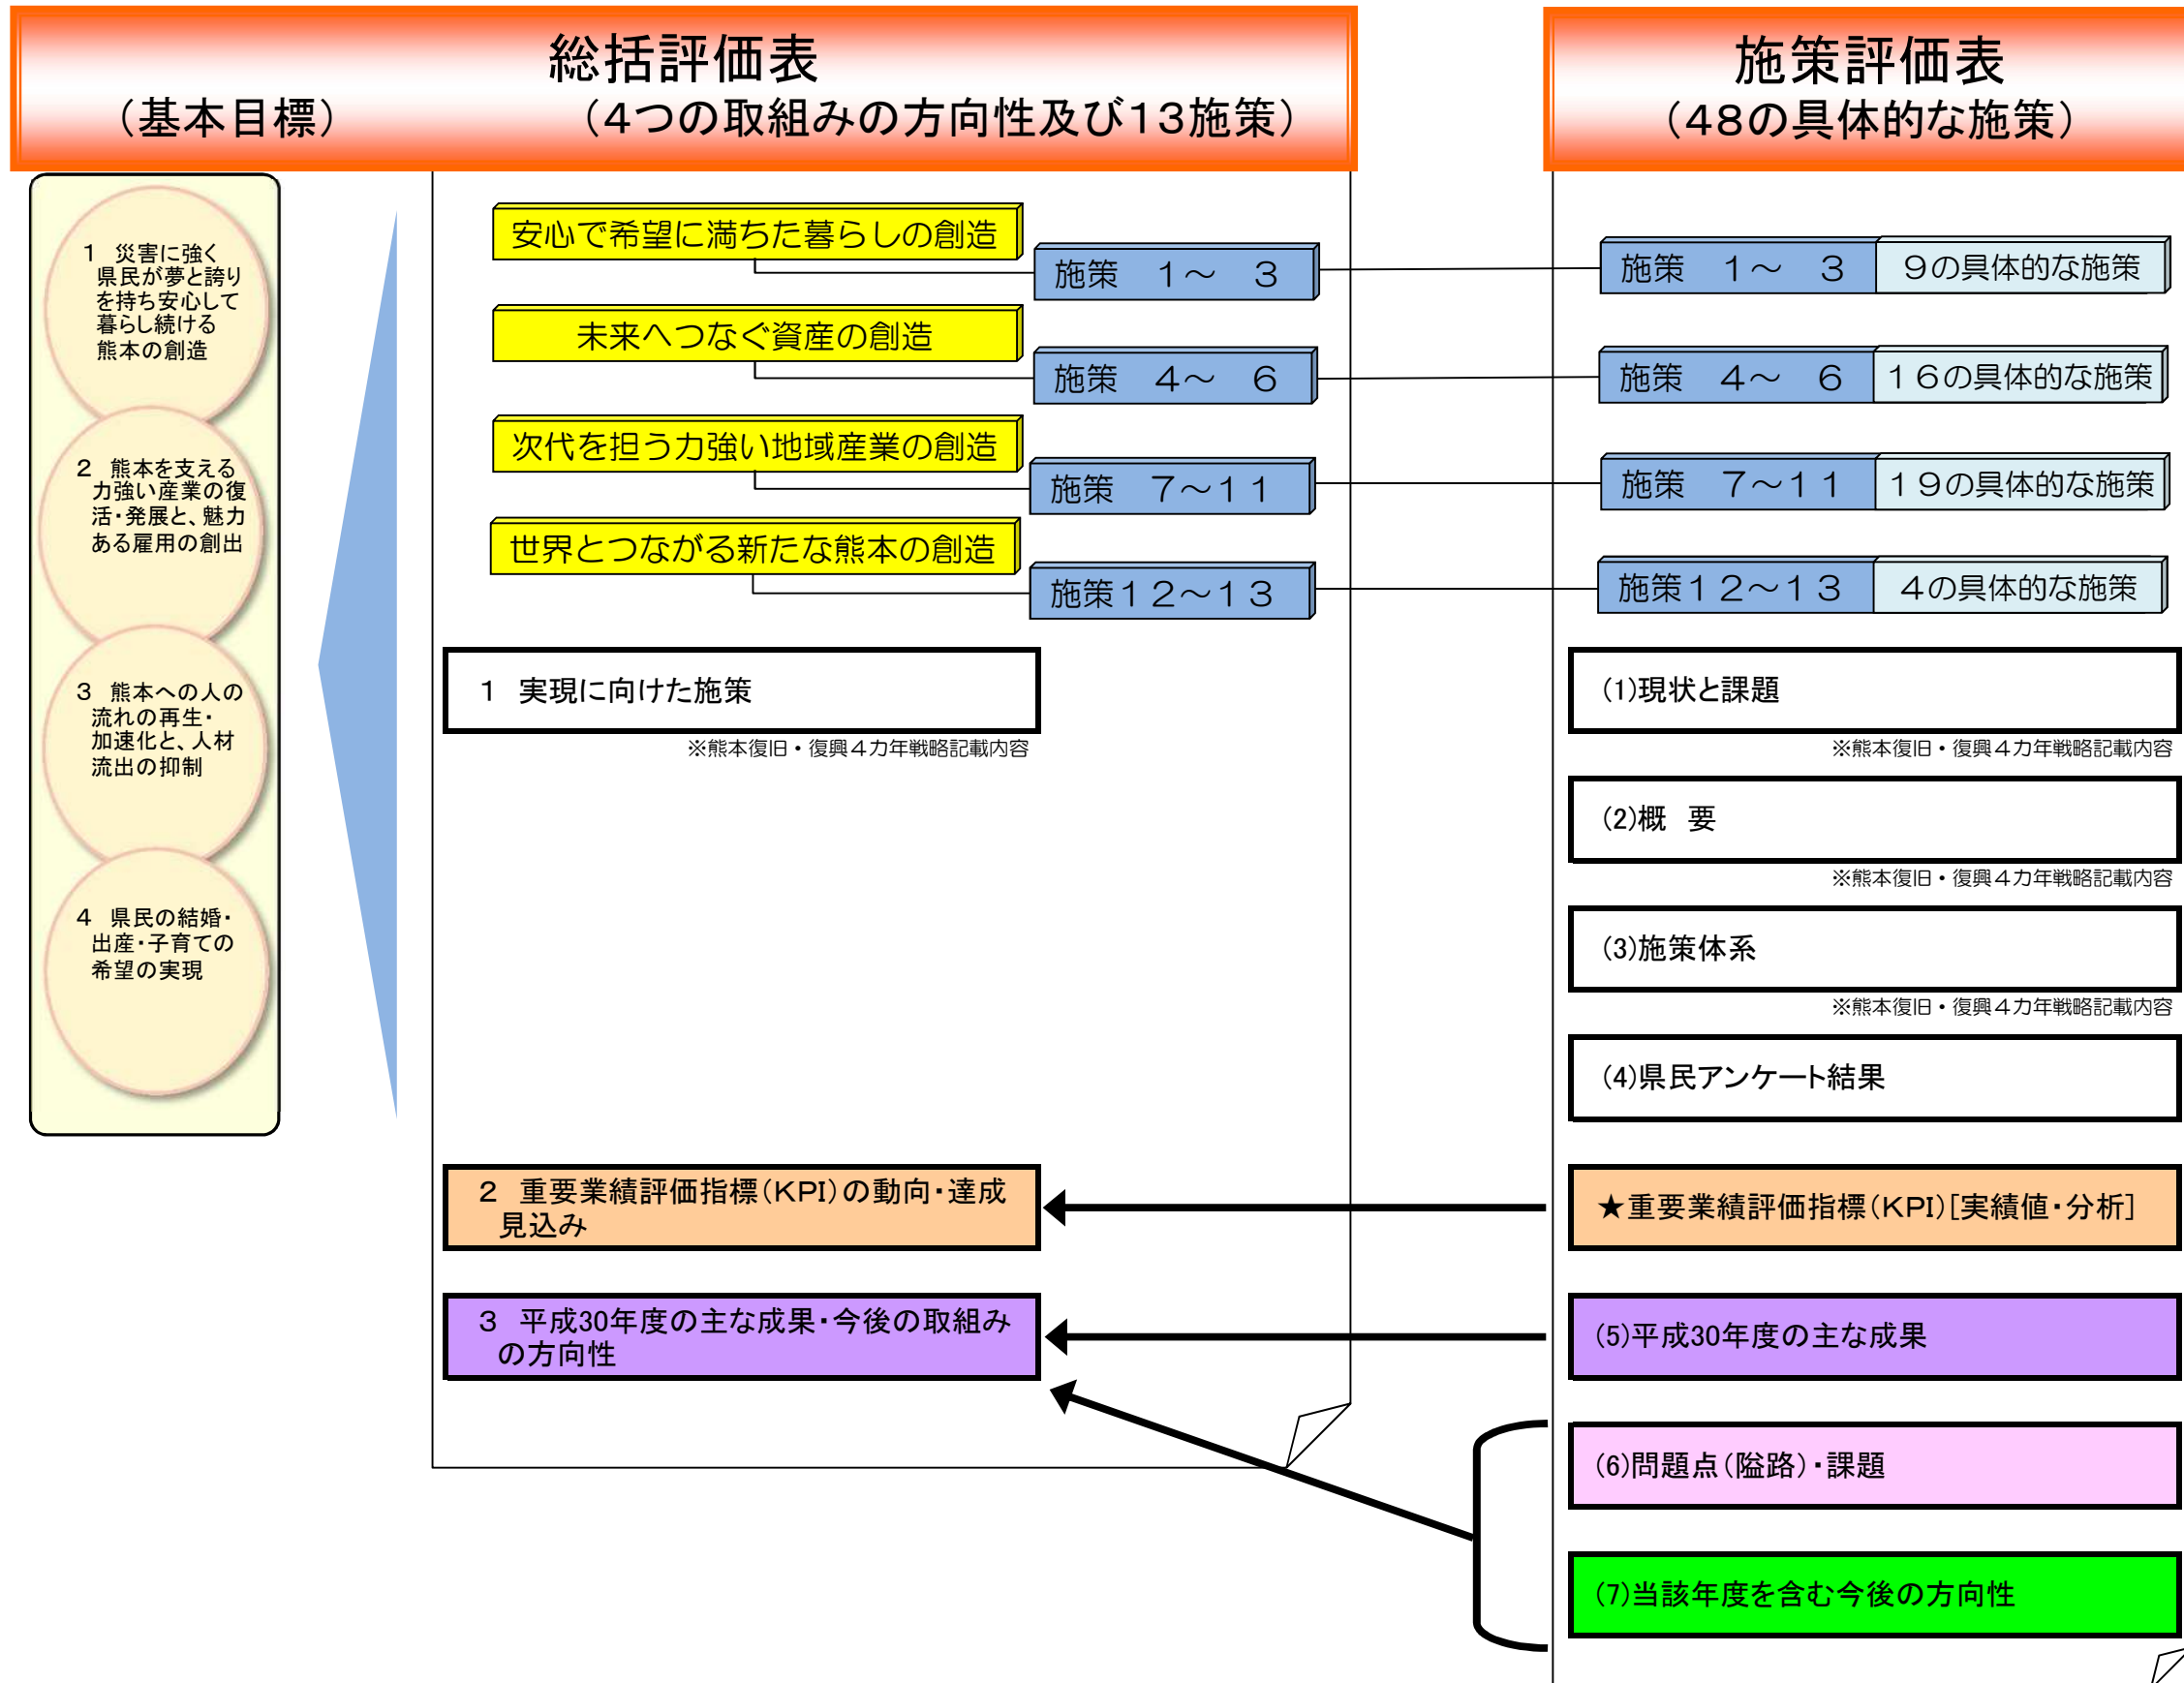 総括評価表
（基本目標）　（４つの取組みの方向性及び１３施策）
施策評価表
（４８の具体的な施策）
１　災害に強く
県民が夢と誇り
を持ち安心して
暮らし続ける
熊本の創造
２　熊本を支える
力強い産業の復
活・発展と、魅力
ある雇用の創出
３　熊本への人の
流れの再生・
加速化と、人材
流出の抑制
４　県民の結婚・
出産・子育ての
希望の実現
安心で希望に満ちた暮らしの創造
施策　１～　３
未来へつなぐ資産の創造
施策　４～　６
次代を担う力強い地域産業の創造
施策　７～１１
世界とつながる新たな熊本の創造
施策１２～１３
１　実現に向けた施策
※熊本復旧・復興４カ年戦略記載内容
２　重要業績評価指標（ＫＰＩ）の動向・達成
見込み
３　平成30年度の主な成果・今後の取組み
の方向性
施策　１～　３　９の具体的な施策
施策　４～　６　１６の具体的な施策
施策　７～１１　１９の具体的な施策
施策１２～１３　４の具体的な施策
(1)現状と課題
※熊本復旧・復興４カ年戦略記載内容
(2)概　要
※熊本復旧・復興４カ年戦略記載内容
(3)施策体系
※熊本復旧・復興４カ年戦略記載内容
(4)県民アンケート結果
★重要業績評価指標（ＫＰＩ）［実績値・分析］
(5)平成30年度の主な成果
(6)問題点（隘路）・課題
(7)当該年度を含む今後の方向性